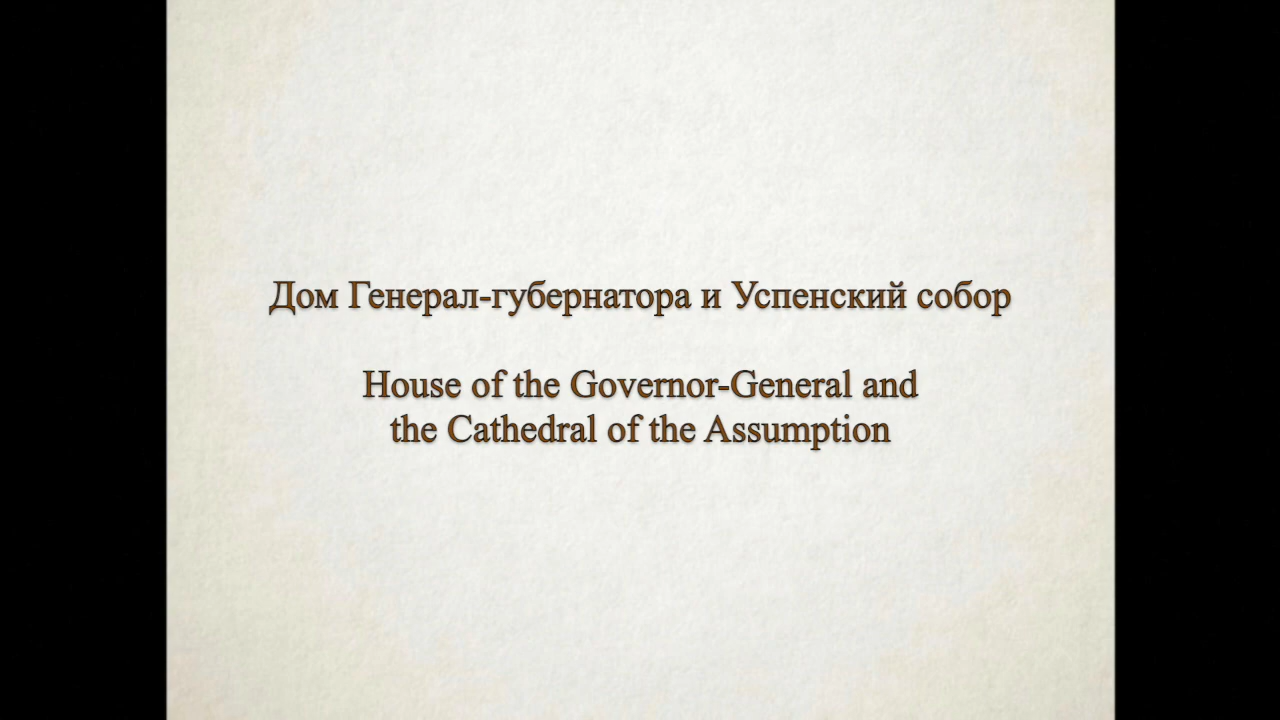 Дом Генерал-губернатора и Успенский собор
House of the Governor-General and
the Cathedral of the Assumption